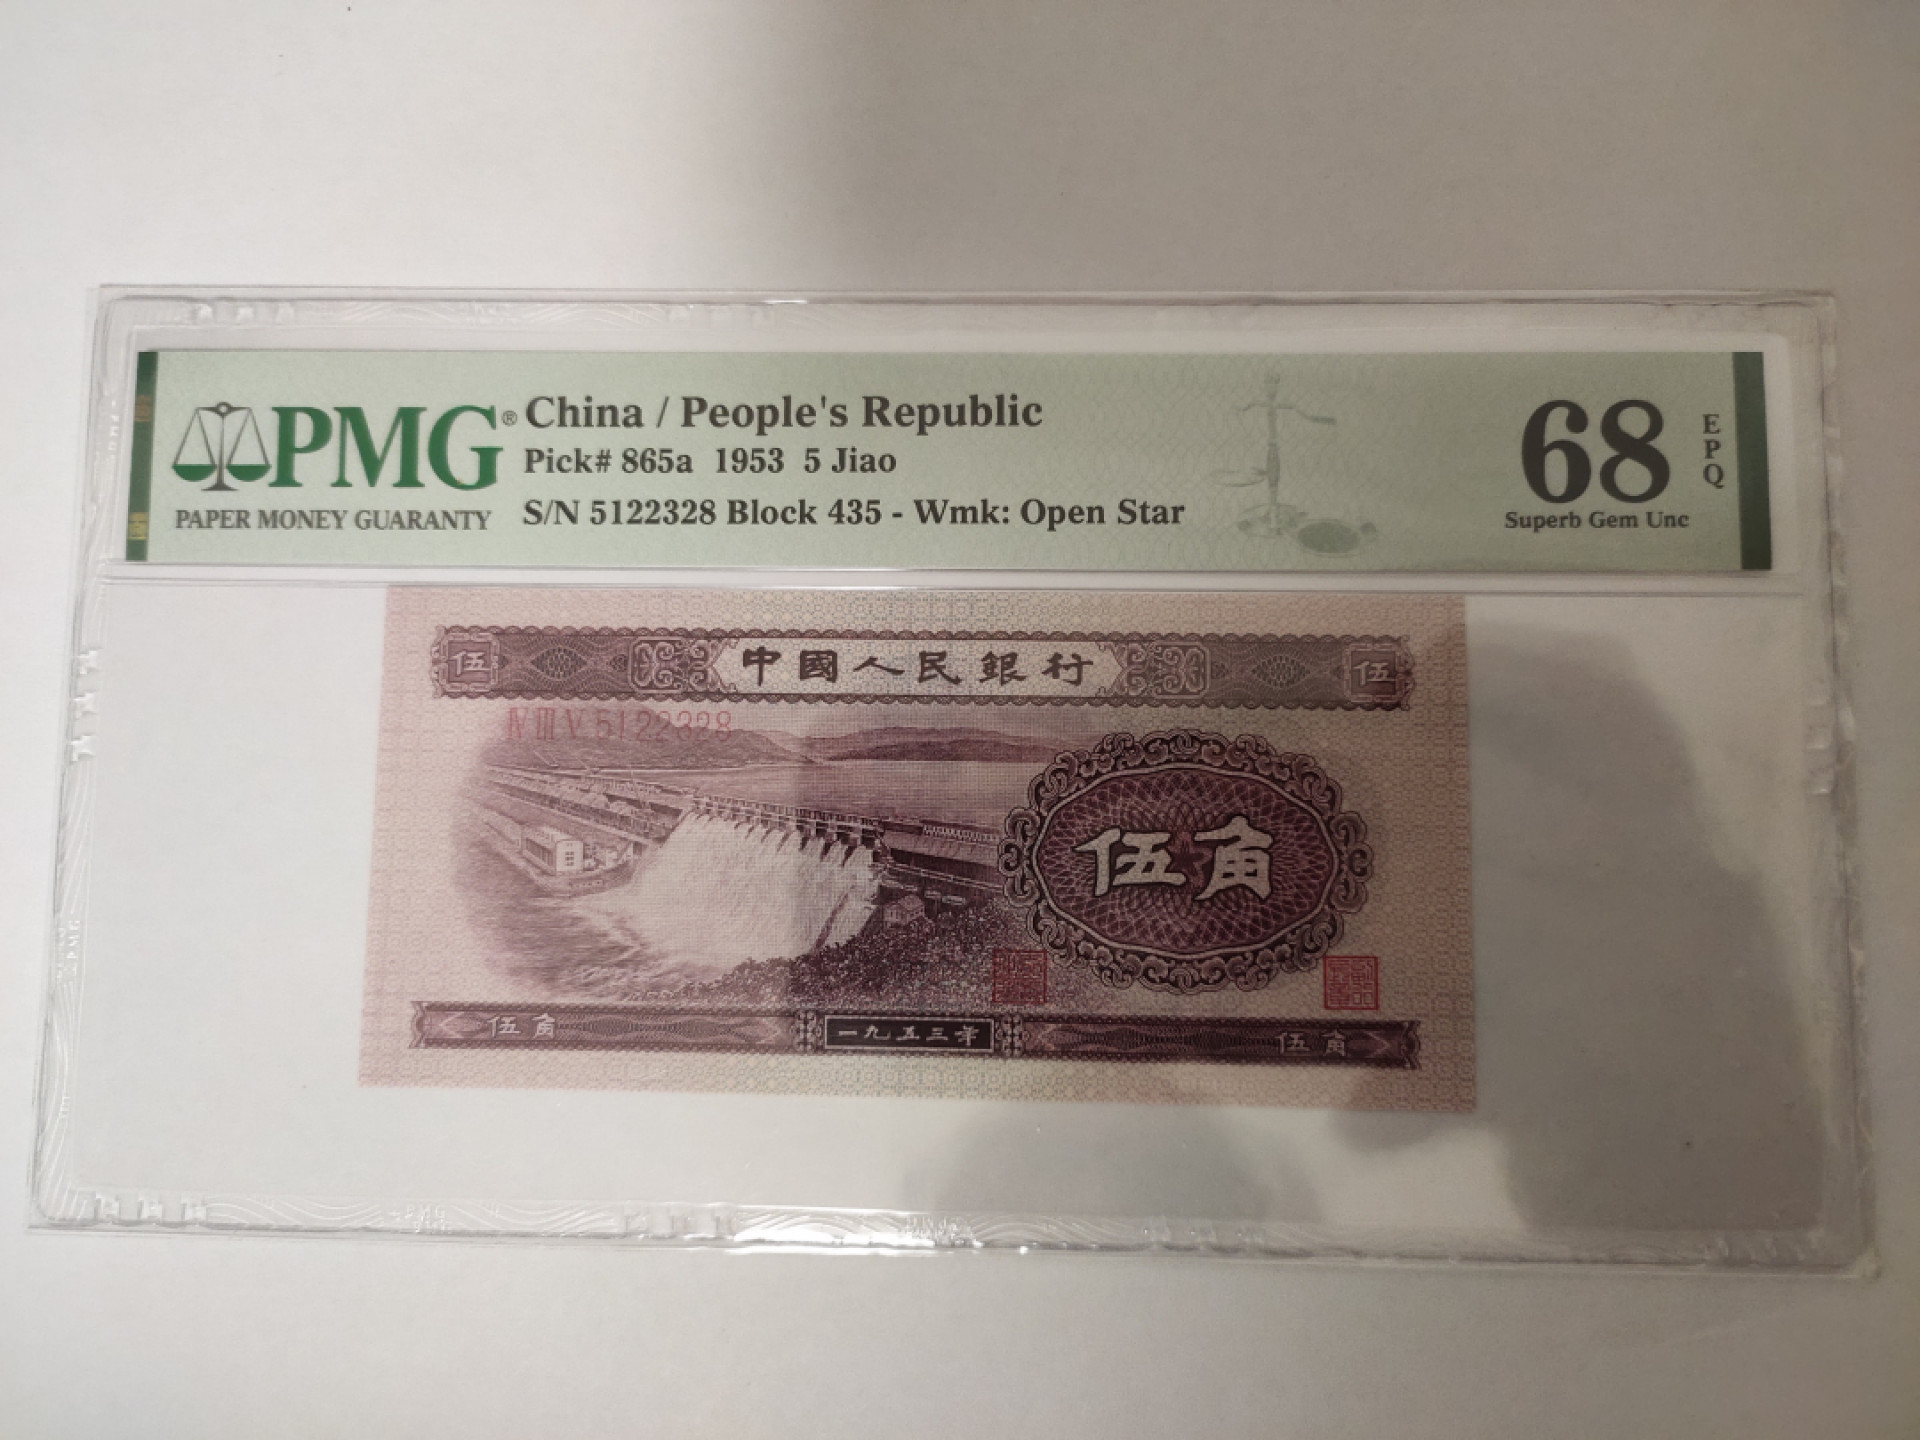 PMG® China / People's Republic
Pick# 865a 1953 5 Jiao
PAPER MONEY GUARANTY S/N 5122328 Block 435 - Wmk: Open Star
68 EPQ
Superb Gem Unc
伍 中國人民銀行 伍
Ⅳ Ⅲ Ⅴ 5122328
伍角
伍角 一九五三年 伍角